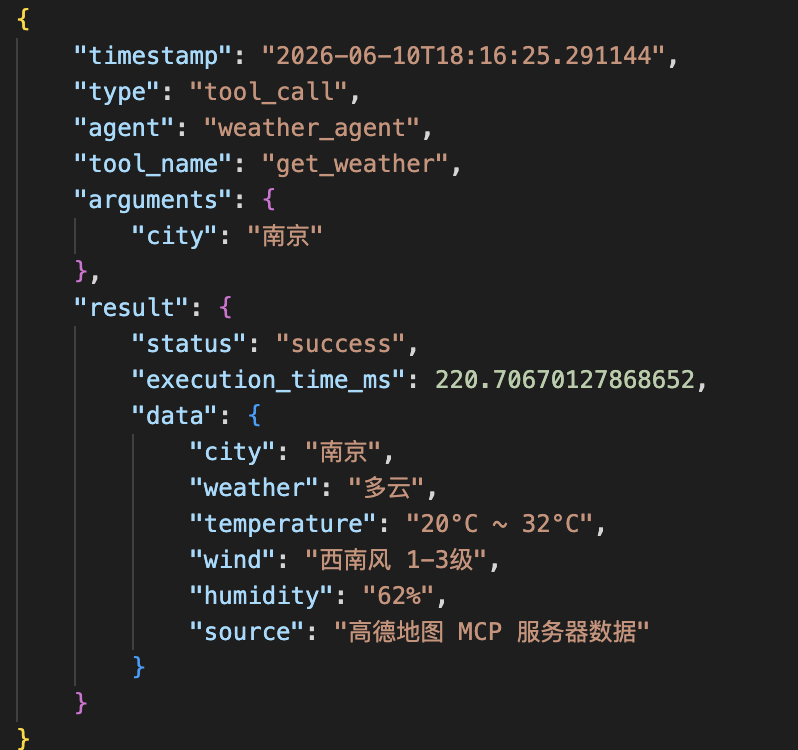 {
    "timestamp": "2026-06-10T18:16:25.291144",
    "type": "tool_call",
    "agent": "weather_agent",
    "tool_name": "get_weather",
    "arguments": {
        "city": "南京"
    },
    "result": {
        "status": "success",
        "execution_time_ms": 220.70670127868652,
        "data": {
            "city": "南京",
            "weather": "多云",
            "temperature": "20°C ~ 32°C",
            "wind": "西南风 1-3级",
            "humidity": "62%",
            "source": "高德地图 MCP 服务器数据"
        }
    }
}